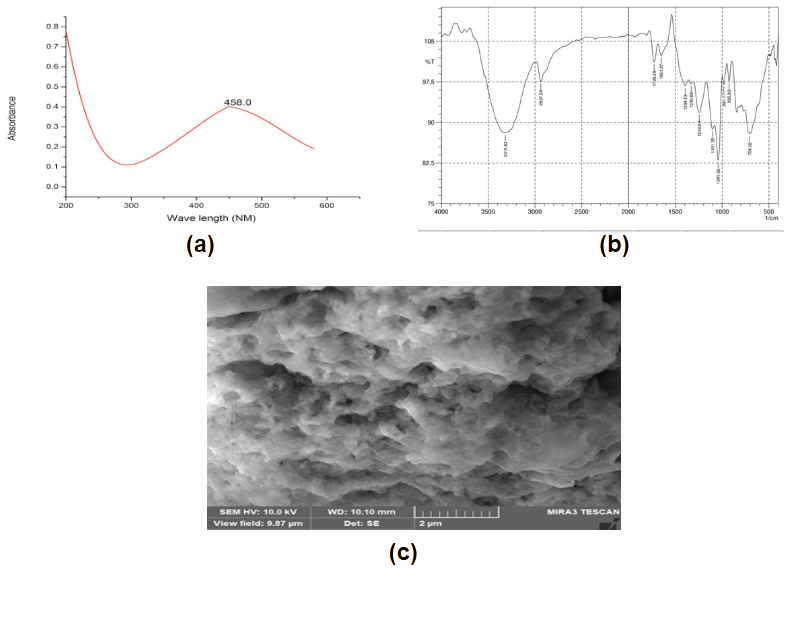 0.8
0.7
0.6
0.5
0.4
0.3
0.2
0.1
0.0
Absorbance
458.0
200 300 400 500 600
Wave length (NM)
(a)
105
%T
97.5
90
82.5
75
4000 3500 3000 2500 2000 1500 1000 500
1/cm
(b)
SEM HV: 10.0 kV WD: 10.10 mm MIRA3 TESCAN
View field: 9.87 µm Det: SE 2 µm
(c)